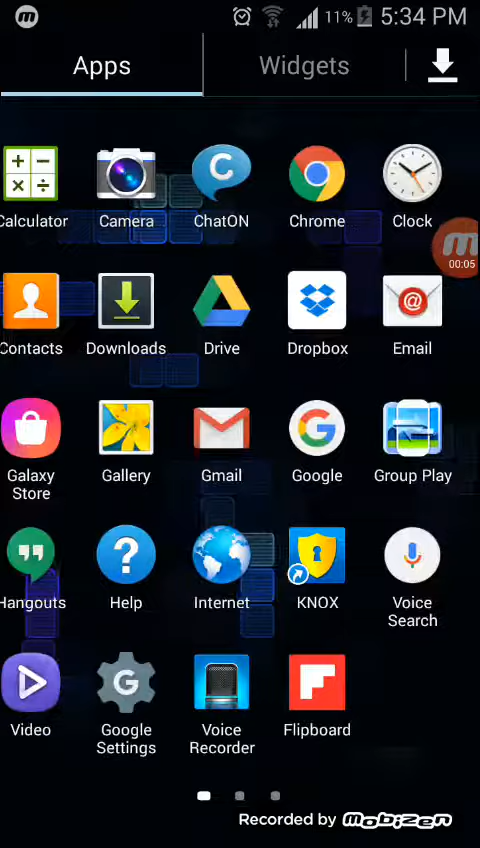 11% 5:34 PM
Apps Widgets
Calculator Camera ChatON Chrome Clock
00:05
Contacts Downloads Drive Dropbox Email
Galaxy Store Gallery Gmail Google Group Play
Hangouts Help Internet KNOX Voice Search
Video Google Settings Voice Recorder Flipboard
Recorded by Mobizen